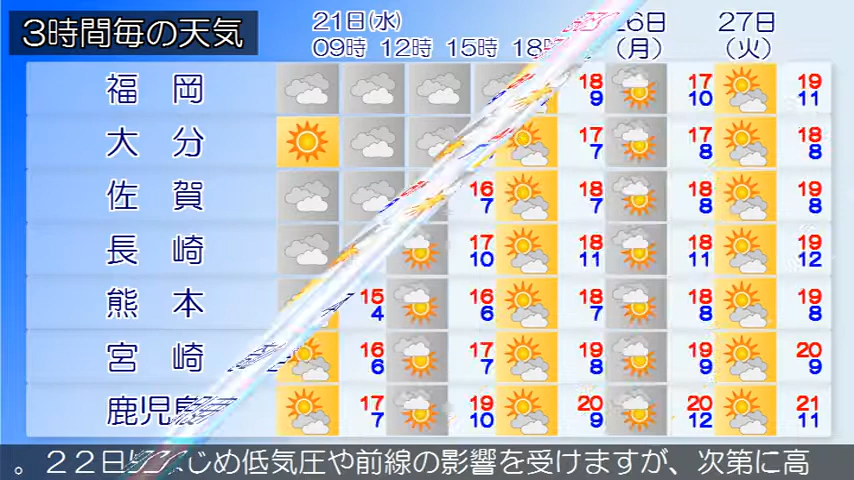 3時間毎の天気
21日(水) 26日 27日
09時 12時 15時 18時 (月) (火)
福岡 18 17 19
9 10 11
大分 17 17 18
7 8 8
佐賀 16 18 18 19
7 7 8 8
長崎 17 18 18 19
10 11 11 12
熊本 15 16 18 18 19
4 6 7 8 8
宮崎 16 17 19 19 20
6 7 8 9 9
鹿児島 17 19 20 20 21
7 10 9 12 11
。22日はじめ低気圧や前線の影響を受けますが、次第に高